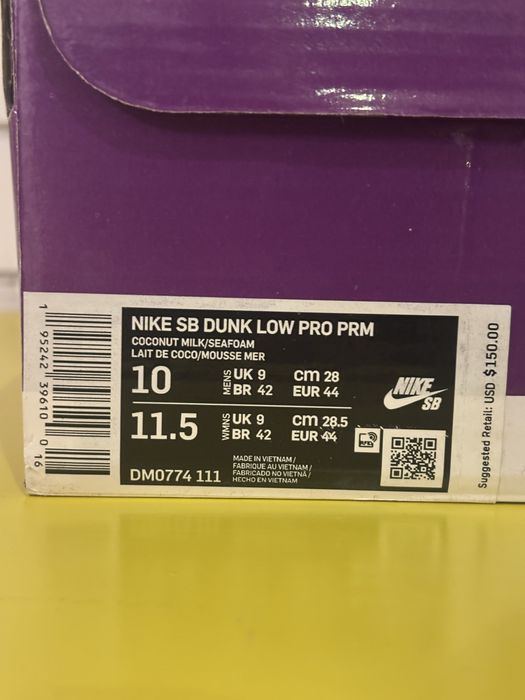 NIKE SB DUNK LOW PRO PRM
COCONUT MILK/SEAFOAM
LAIT DE COCO/MOUSSE MER
10 MENS UK 9 cm 28
BR 42 EUR 44
11.5 WMNS UK 9 cm 28.5
BR 42 EUR 44
NIKE
SB
MADE IN VIETNAM /
FABRIQUE AU VIETNAM /
FABRICADO NO VIETNÃ /
HECHO EN VIETNAM
DM0774 111
1 95242 39610 0 16
Suggested Retail: USD $150.00